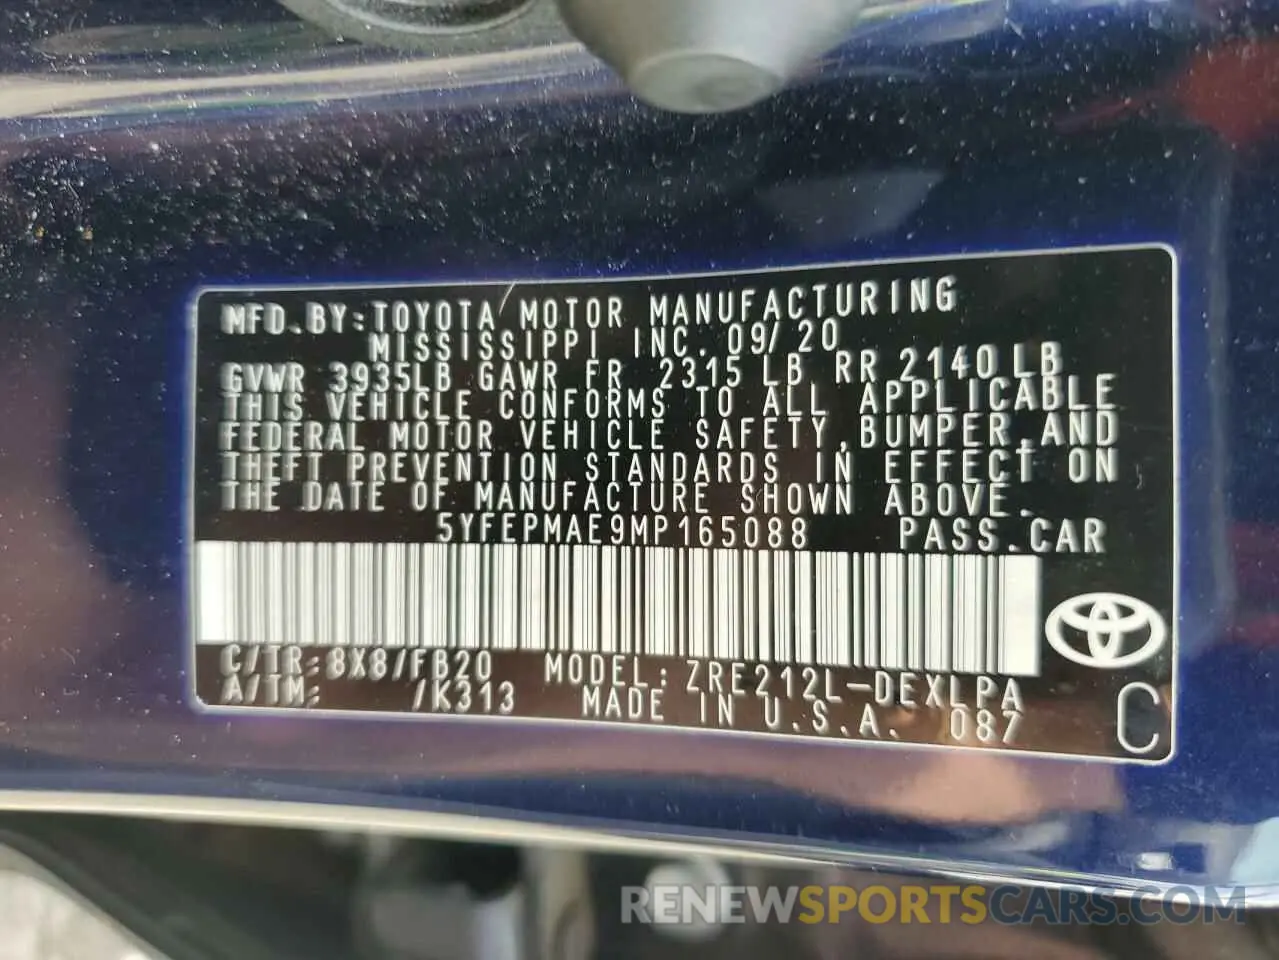 MFD.BY:TOYOTA MOTOR MANUFACTURING
MISSISSIPPI INC. 09/20
GVWR 3935LB GAWR FR 2315 LB RR 2140 LB
THIS VEHICLE CONFORMS TO ALL APPLICABLE
FEDERAL MOTOR VEHICLE SAFETY,BUMPER,AND
THEFT PREVENTION STANDARDS IN EFFECT ON
THE DATE OF MANUFACTURE SHOWN ABOVE.
5YFEPMAE9MP165088 PASS.CAR
C/TR:8X8/FB20 MODEL:ZRE212L-DEXLPA
A/TM: /K313 MADE IN U.S.A. 087
C
RENEWSPORTSCARS.COM